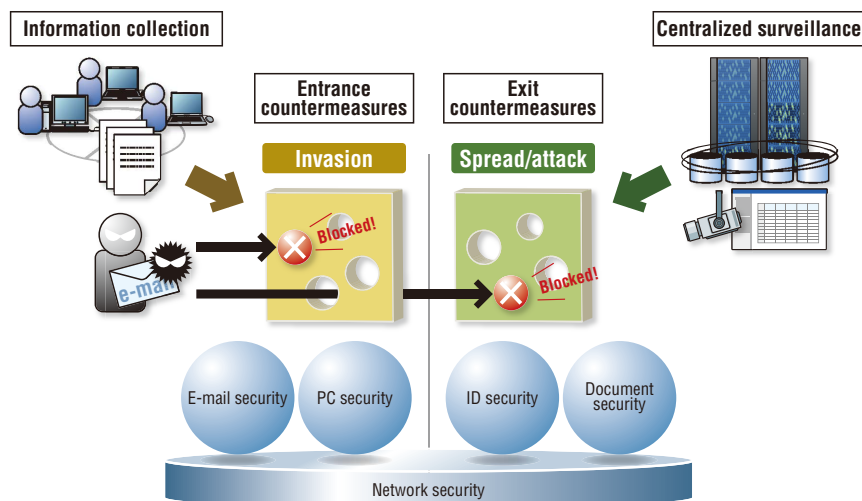 Information collection
Centralized surveillance
Entrance
countermeasures
Exit
countermeasures
Invasion
Spread/attack
Blocked!
e-mail
Blocked!
E-mail security
PC security
ID security
Document
security
Network security